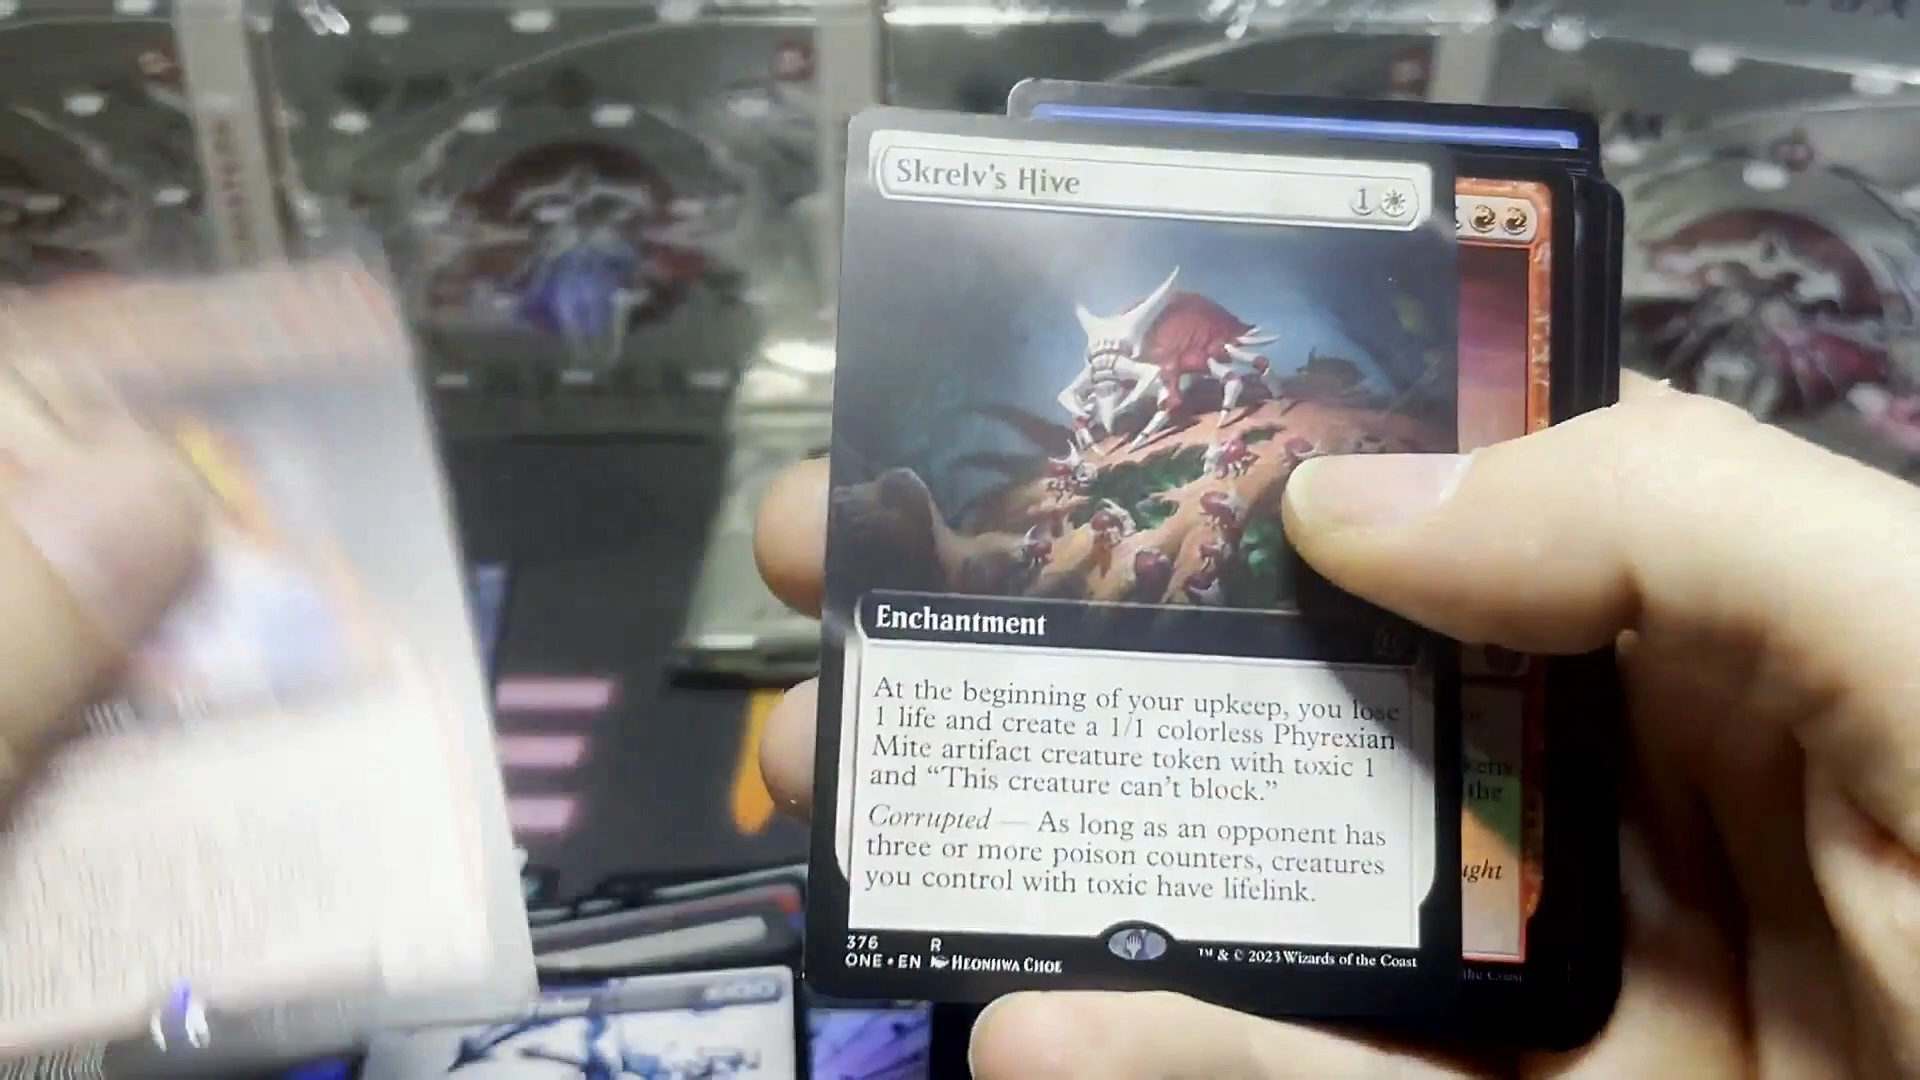 Skrelv's Hive
1
Enchantment
At the beginning of your upkeep, you lose
1 life and create a 1/1 colorless Phyrexian
Mite artifact creature token with toxic 1
and “This creature can't block.”
Corrupted — As long as an opponent has
three or more poison counters, creatures
you control with toxic have lifelink.
376 R
ONE • EN HEONHWA CHOE
™ & © 2023 Wizards of the Coast
the